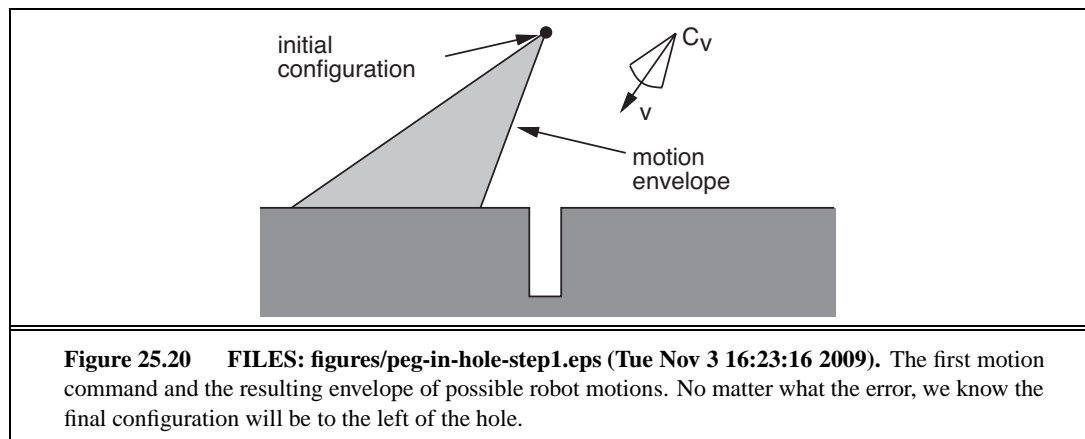 initial
configuration
Cv
v
motion
envelope
Figure 25.20 FILES: figures/peg-in-hole-step1.eps (Tue Nov 3 16:23:16 2009). The first motion
command and the resulting envelope of possible robot motions. No matter what the error, we know the
final configuration will be to the left of the hole.